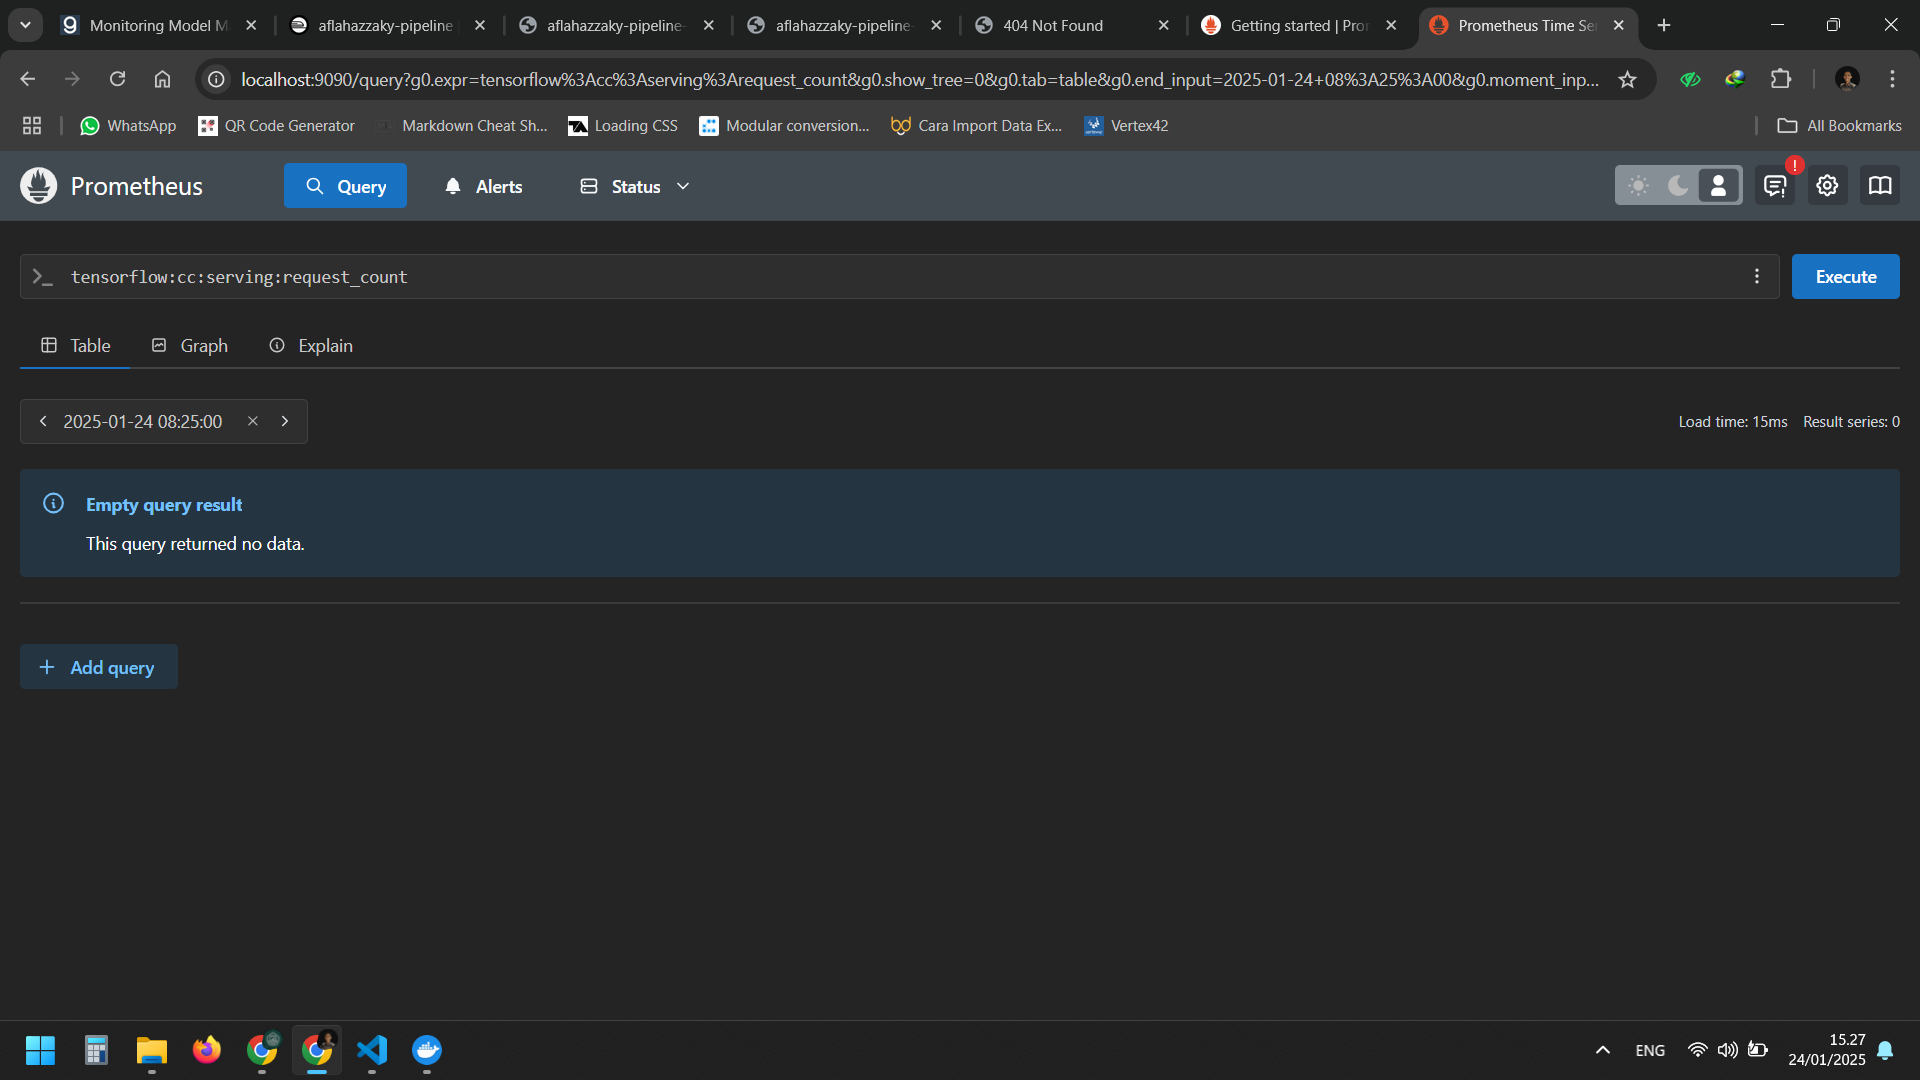 Monitoring Model M
aflahazzaky-pipeline
aflahazzaky-pipeline-
aflahazzaky-pipeline-
404 Not Found
Getting started | Pro
Prometheus Time Se
localhost:9090/query?g0.expr=tensorflow%3Acc%3Aserving%3Arequest_count&g0.show_tree=0&g0.tab=table&g0.end_input=2025-01-24+08%3A25%3A00&g0.moment_inp...
WhatsApp
QR Code Generator
Markdown Cheat Sh...
Loading CSS
Modular conversion...
Cara Import Data Ex...
Vertex42
All Bookmarks
Prometheus
Query
Alerts
Status
!
>_ tensorflow:cc:serving:request_count
Execute
Table
Graph
Explain
2025-01-24 08:25:00
Load time: 15ms Result series: 0
Empty query result
This query returned no data.
+ Add query
ENG
15.27
24/01/2025